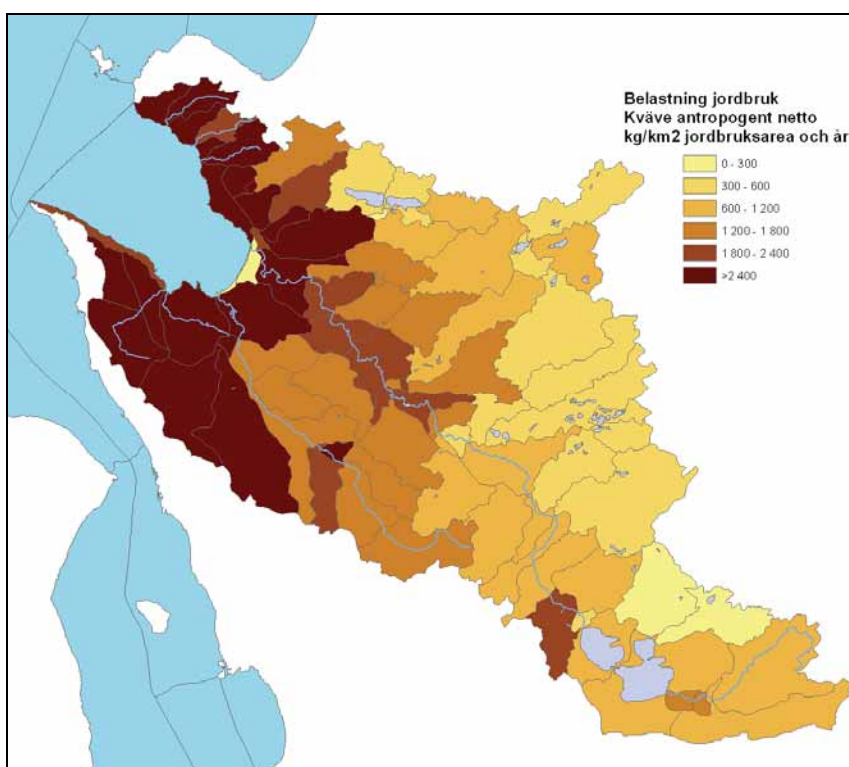 Belastning jordbruk
Kväve antropogent netto
kg/km2 jordbruksarea och år
0 - 300
300 - 600
600 - 1 200
1 200 - 1 800
1 800 - 2 400
>2 400